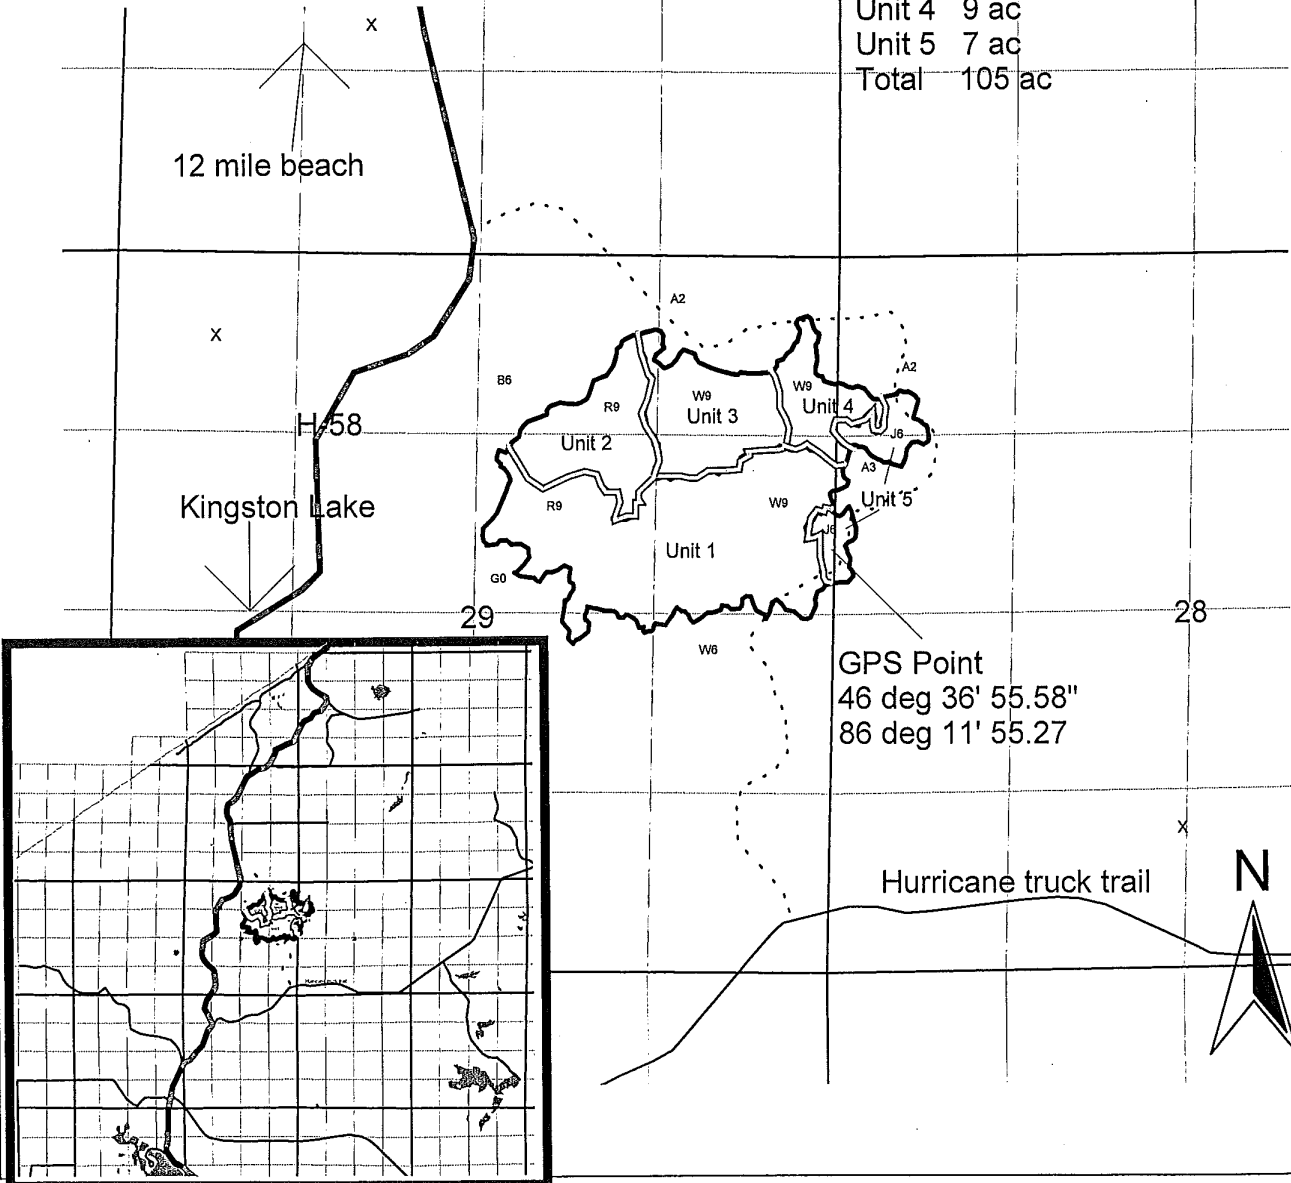 Unit 4 9 ac
Unit 5 7 ac
Total 105 ac
x
12 mile beach
A2
x
B6
A2
W9
W9
R9
Unit 3
Unit 4
H-58
Unit 2
J6
A3
Kingston Lake
R9
W9
Unit 5
J6
Unit 1
G0
29
28
W6
GPS Point
46 deg 36' 55.58"
86 deg 11' 55.27
x
Hurricane truck trail
N